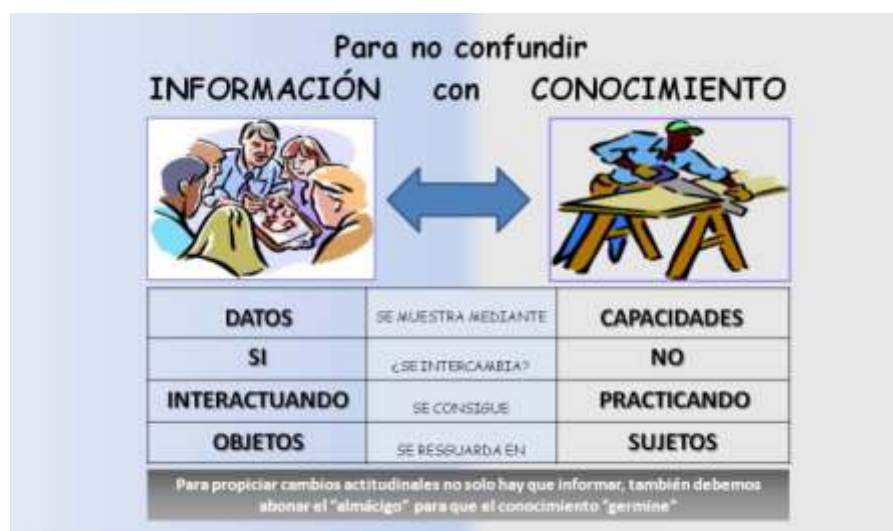 Para no confundir
INFORMACIÓN con CONOCIMIENTO
DATOS SE MUESTRA MEDIANTE CAPACIDADES
SI ¿SE INTERCAMBIA? NO
INTERACTUANDO SE CONSIGUE PRACTICANDO
OBJETOS SE RESGUARDA EN SUJETOS
Para propiciar cambios actitudinales no solo hay que informar, también debemos
abonar el "almácigo" para que el conocimiento "germine"